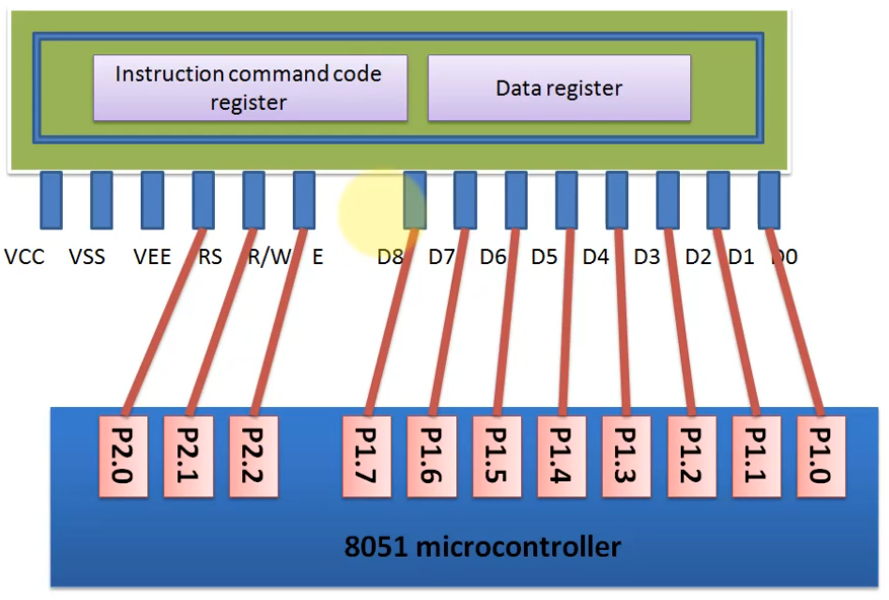 Instruction command code
register
Data register
VCC VSS VEE RS R/W E D8 D7 D6 D5 D4 D3 D2 D1 D0
P2.0 P2.1 P2.2 P1.7 P1.6 P1.5 P1.4 P1.3 P1.2 P1.1 P1.0
8051 microcontroller